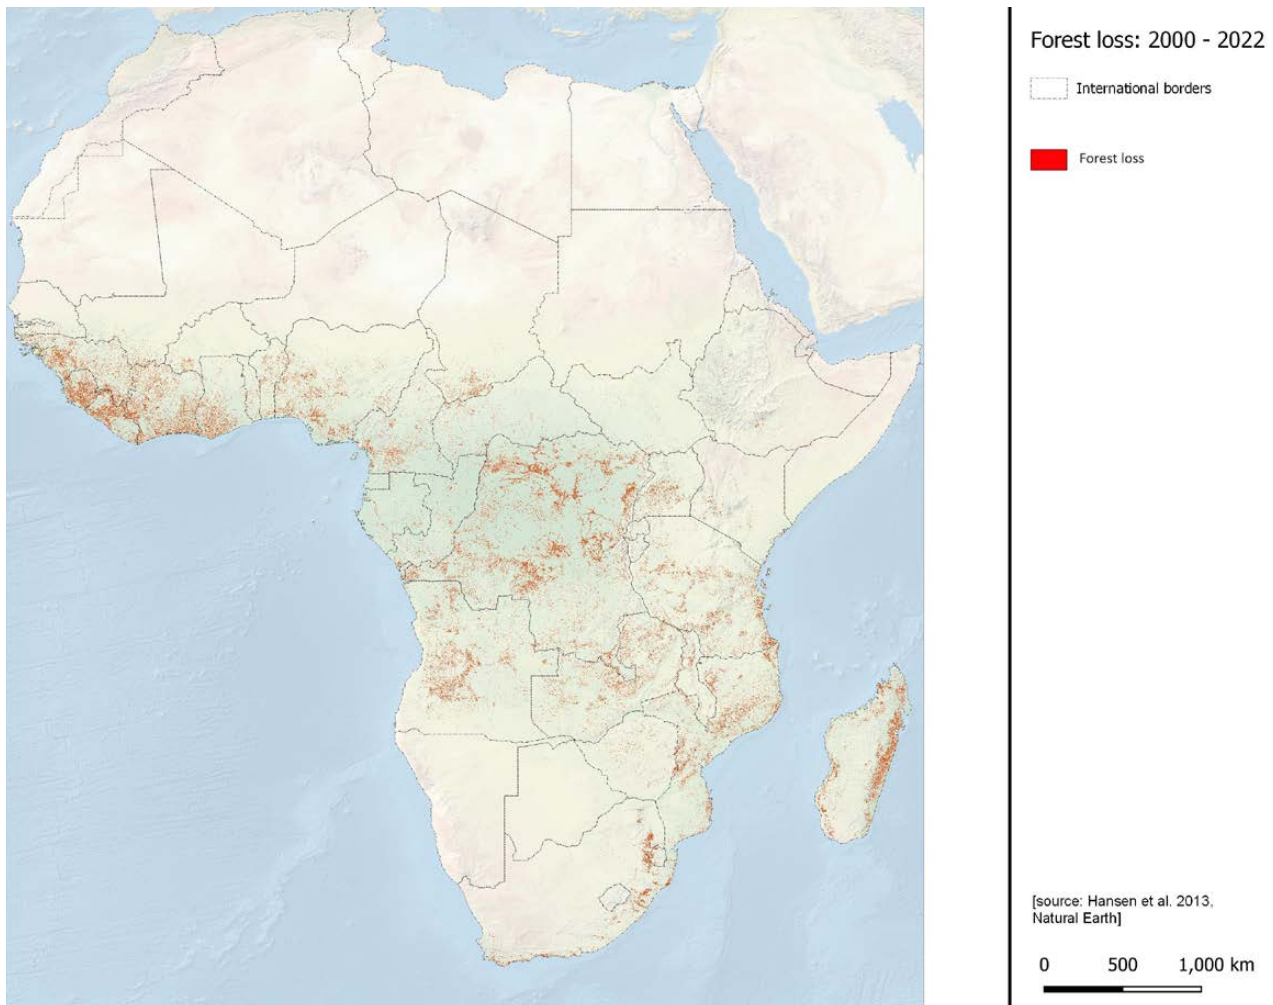 Forest loss: 2000 - 2022
International borders
Forest loss
[source: Hansen et al. 2013,
Natural Earth]
0 500 1,000 km